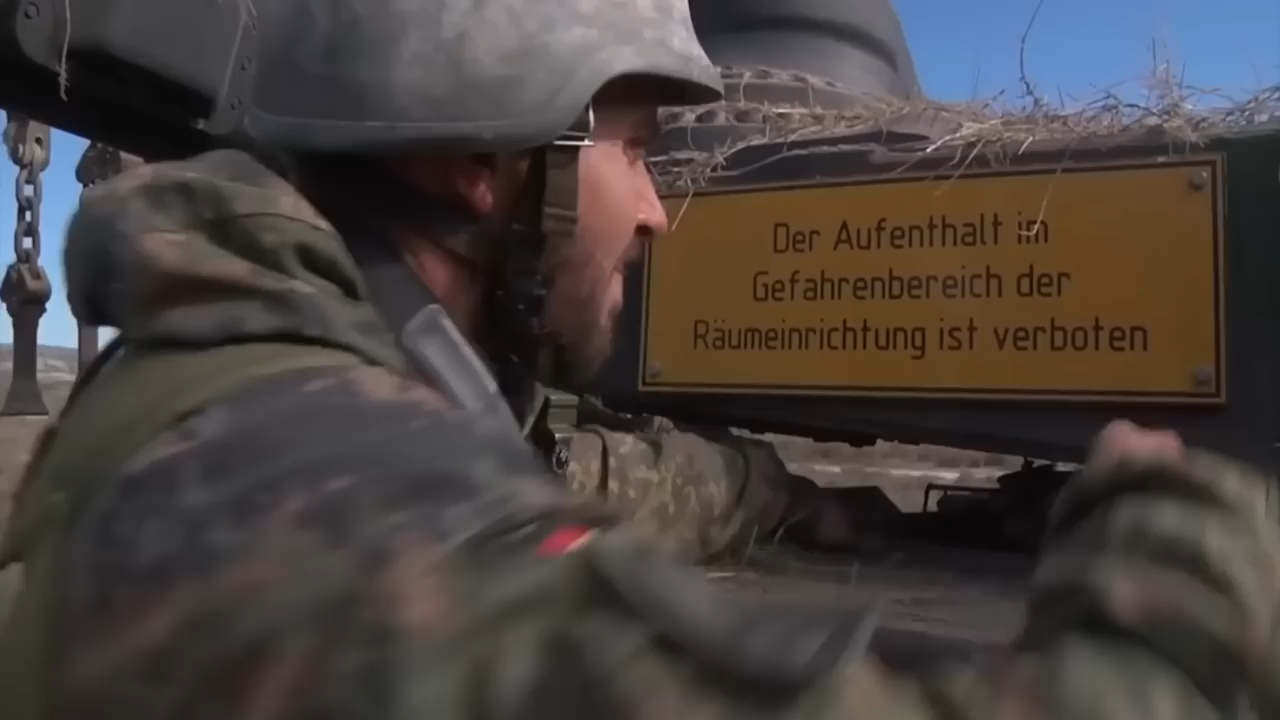 Der Aufenthalt im
Gefahrenbereich der
Räumeinrichtung ist verboten